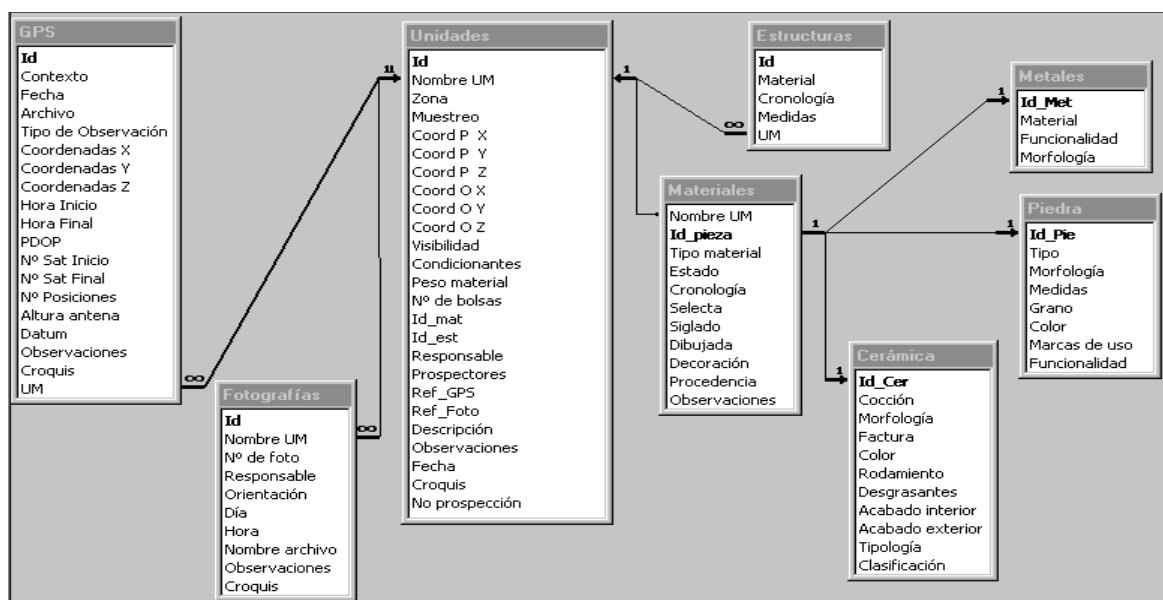 GPS
Id
Contexto
Fecha
Archivo
Tipo de Observación
Coordenadas X
Coordenadas Y
Coordenadas Z
Hora Inicio
Hora Final
PDOP
Nº Sat Inicio
Nº Sat Final
Nº Posiciones
Altura antena
Datum
Observaciones
Croquis
UM
∞
Fotografías
Id
Nombre UM
Nº de foto
Responsable
Orientación
Día
Hora
Nombre archivo
Observaciones
Croquis
∞
1
Unidades
Id
Nombre UM
Zona
Muestreo
Coord P X
Coord P Y
Coord P Z
Coord O X
Coord O Y
Coord O Z
Visibilidad
Condicionantes
Peso material
Nº de bolsas
Id_mat
Id_est
Responsable
Prospectores
Ref_GPS
Ref_Foto
Descripción
Observaciones
Fecha
Croquis
No prospección
1
∞
Estructuras
Id
Material
Cronología
Medidas
UM
Materiales
Nombre UM
Id_pieza
Tipo material
Estado
Cronología
Selecta
Siglado
Dibujada
Decoración
Procedencia
Observaciones
1
1
Metales
Id_Met
Material
Funcionalidad
Morfología
1
Piedra
Id_Pie
Tipo
Morfología
Medidas
Grano
Color
Marcas de uso
Funcionalidad
1
Cerámica
Id_Cer
Cocción
Morfología
Factura
Color
Rodamiento
Desgrasantes
Acabado interior
Acabado exterior
Tipología
Clasificación